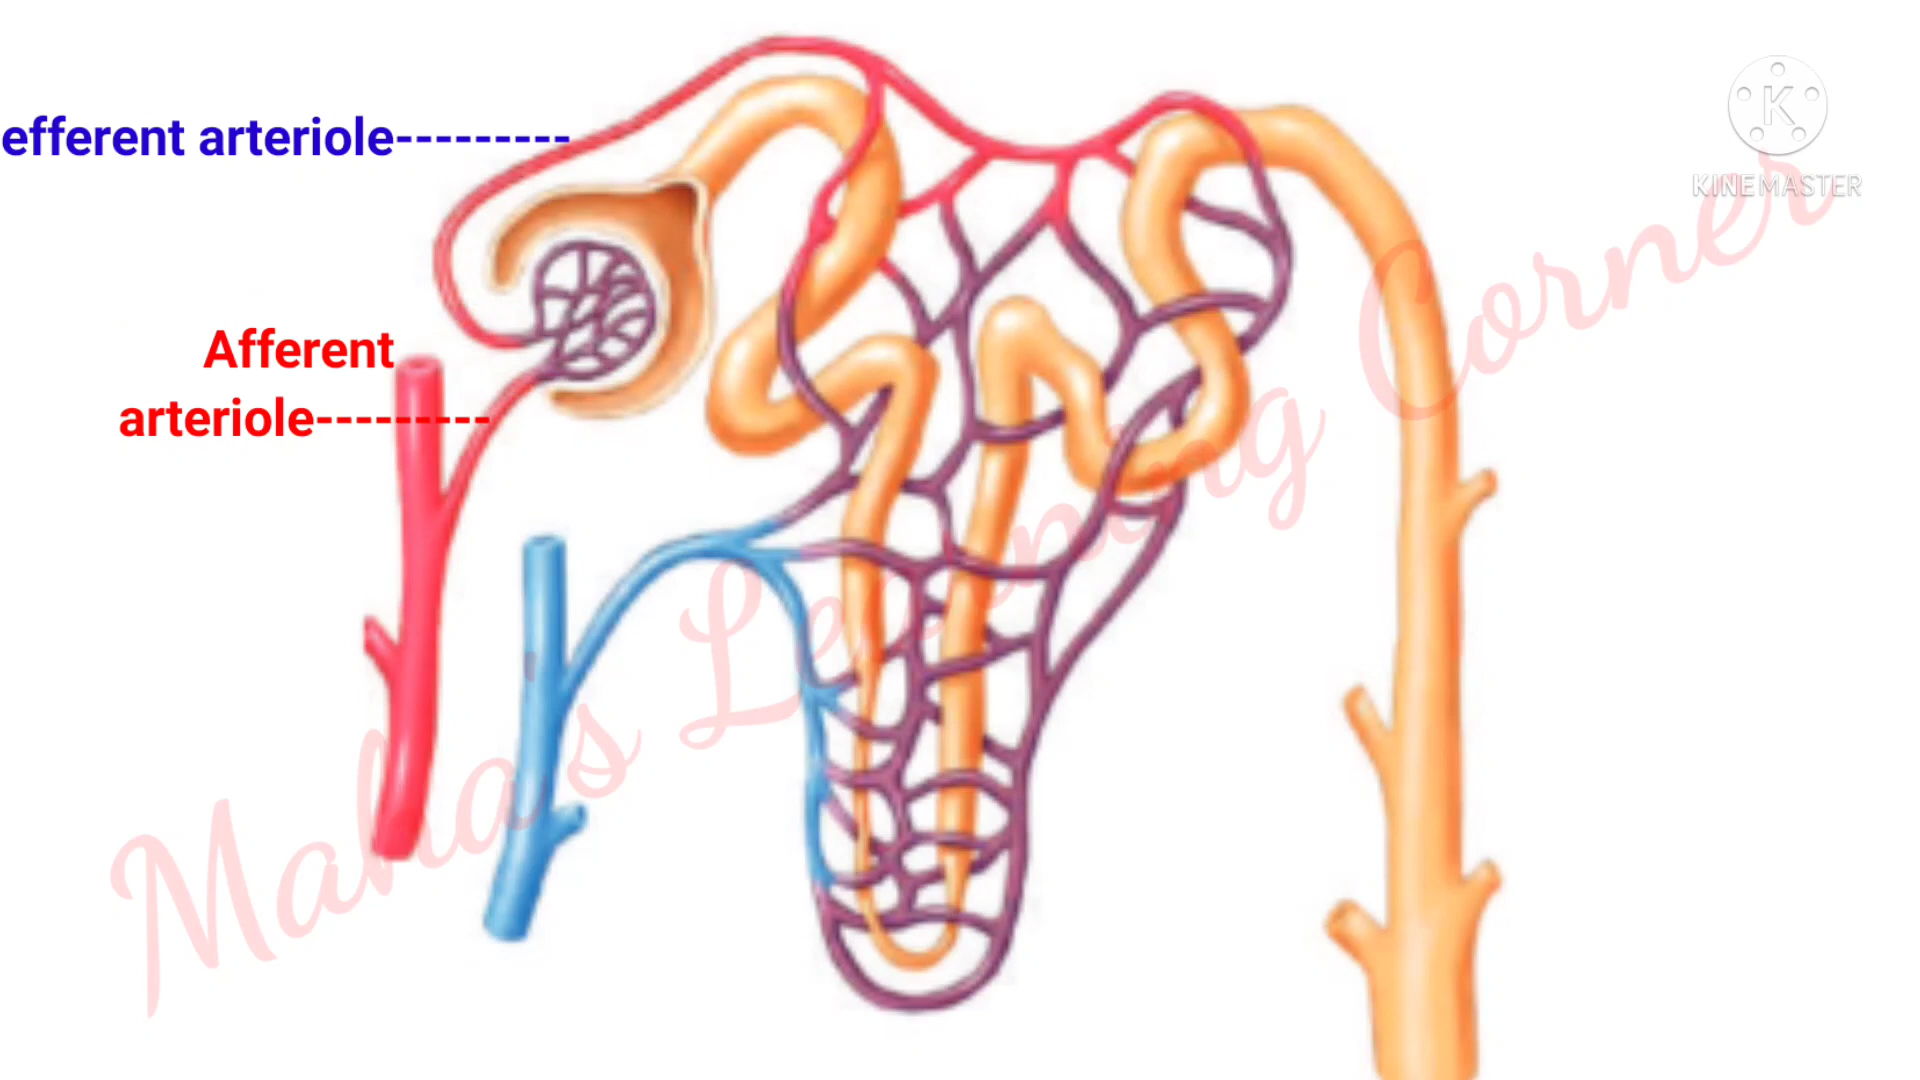 efferent arteriole---------
Afferent
arteriole---------
Maha's Learning Corner
K
KINEMASTER